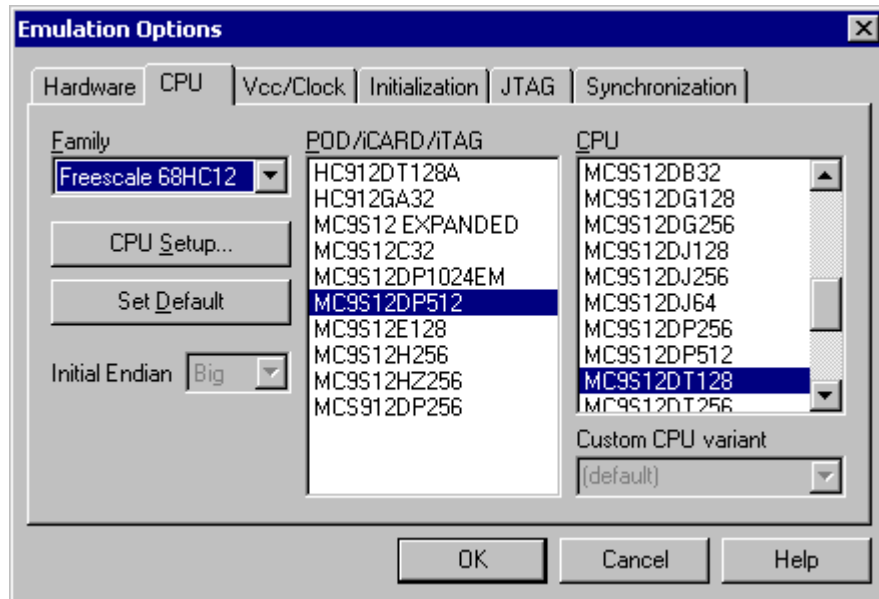 Emulation Options
Hardware CPU Vcc/Clock Initialization JTAG Synchronization
Family
Freescale 68HC12
CPU Setup...
Set Default
Initial Endian Big
POD/iCARD/iTAG
HC912DT128A
HC912GA32
MC9S12 EXPANDED
MC9S12C32
MC9S12DP1024EM
MC9S12DP512
MC9S12E128
MC9S12H256
MC9S12HZ256
MCS912DP256
CPU
MC9S12DB32
MC9S12DG128
MC9S12DG256
MC9S12DJ128
MC9S12DJ256
MC9S12DJ64
MC9S12DP256
MC9S12DP512
MC9S12DT128
MC9S12DT256
Custom CPU variant
(default)
OK Cancel Help